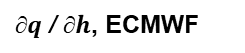 ∂q / ∂h, ECMWF